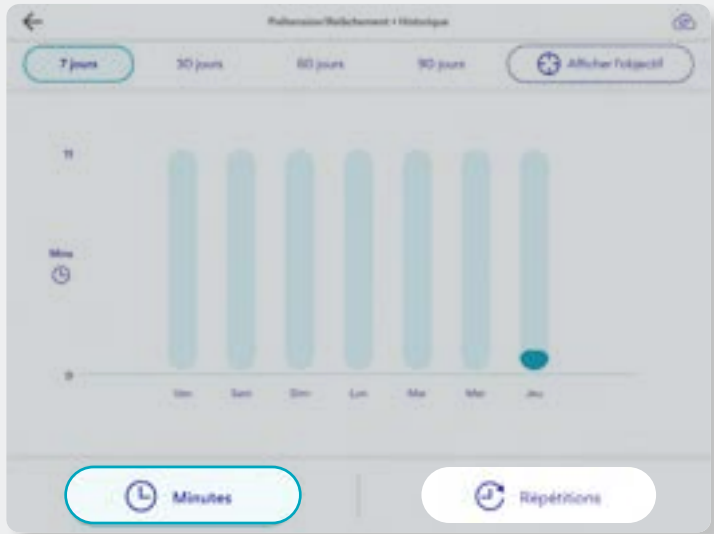 Préhension/Relâchement • Historique
7 jours
30 jours
60 jours
90 jours
Afficher l'objectif
11
Mins
0
Ven
Sam
Dim
Lun
Mar
Mer
Jeu
Minutes
Répétitions